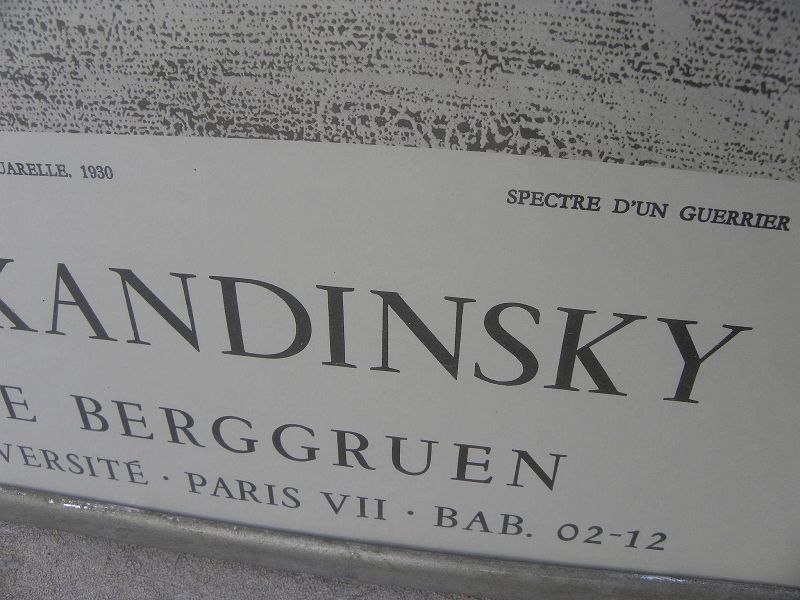 UARELLE, 1930
SPECTRE D'UN GUERRIER
KANDINSKY
E BERGGRUEN
VERSITÉ · PARIS VII · BAB. 02-12